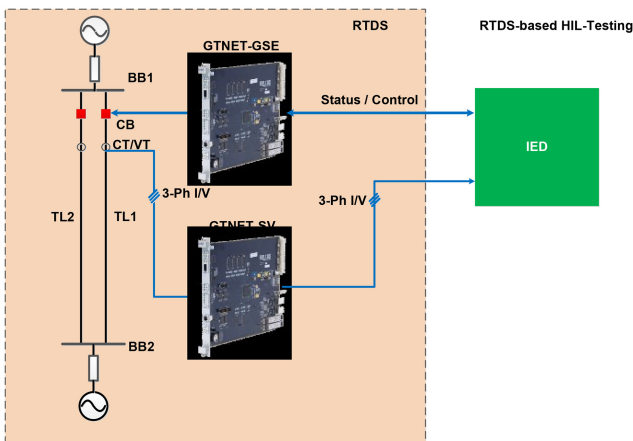 RTDS
RTDS-based HIL-Testing
GTNET-GSE
BB1
Status / Control
CB
CT/VT
IED
3-Ph I/V
3-Ph I/V
TL2
TL1
GTNET-SV
BB2